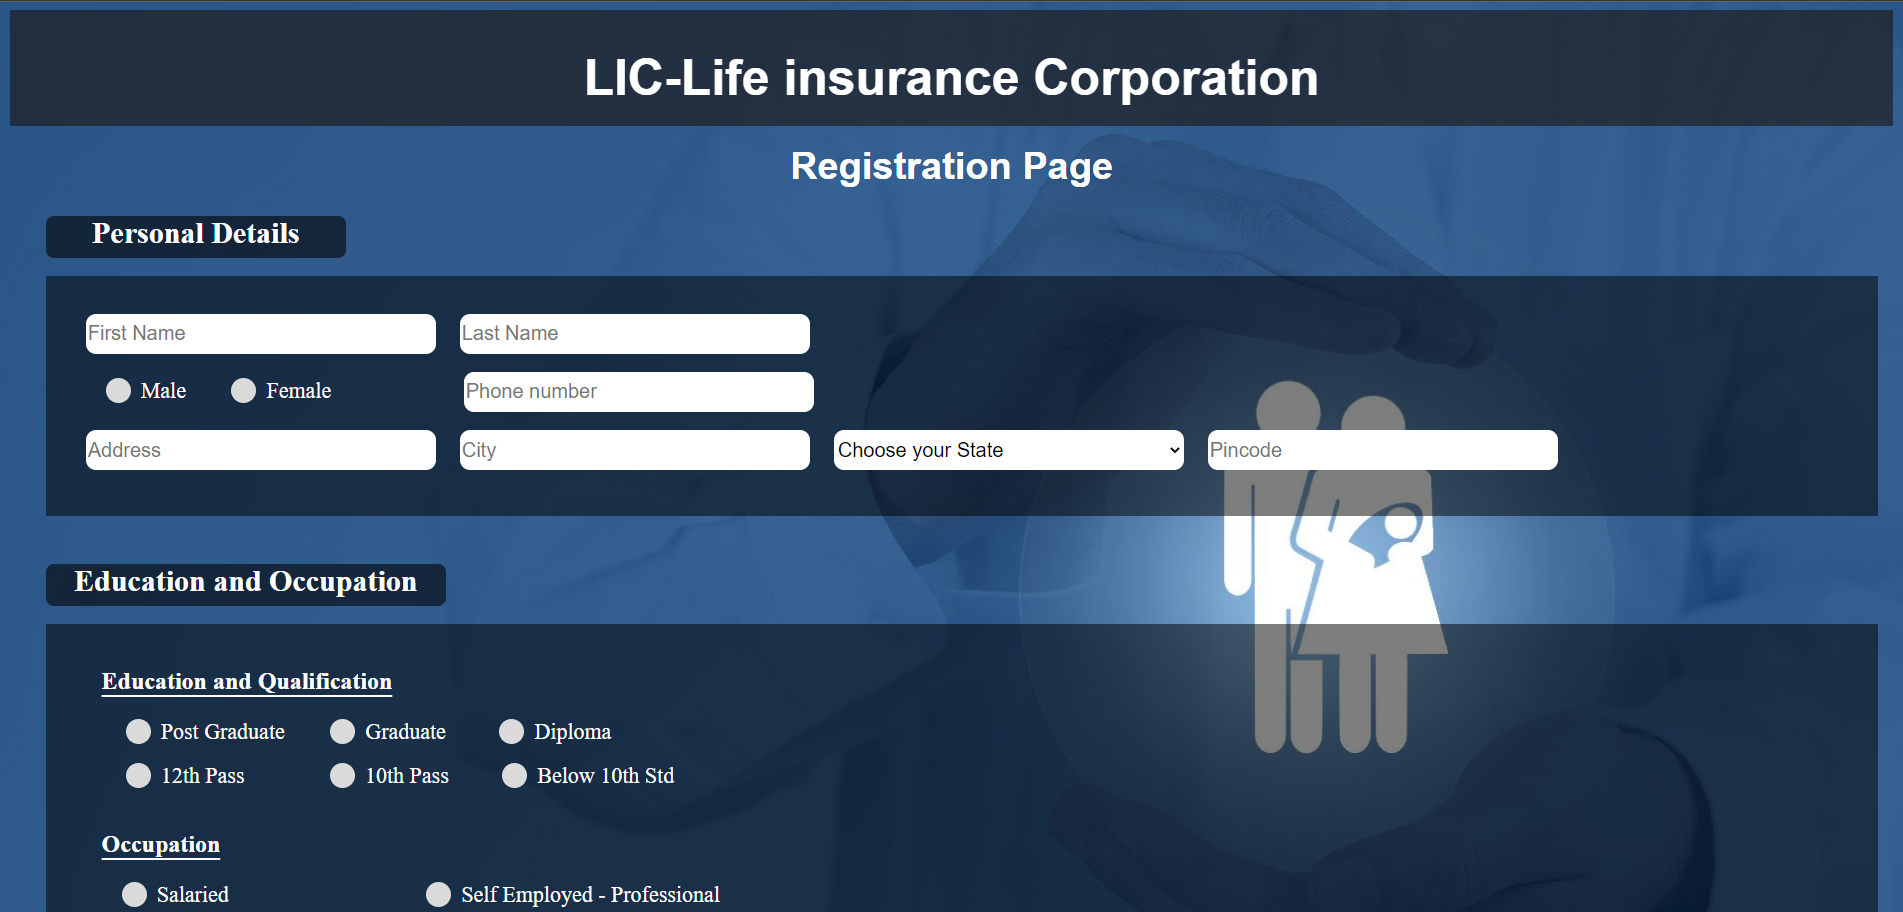 LIC-Life insurance Corporation
Registration Page
Personal Details
First Name Last Name
Male Female Phone number
Address City Choose your State Pincode
Education and Occupation
Education and Qualification
Post Graduate Graduate Diploma
12th Pass 10th Pass Below 10th Std
Occupation
Salaried Self Employed - Professional